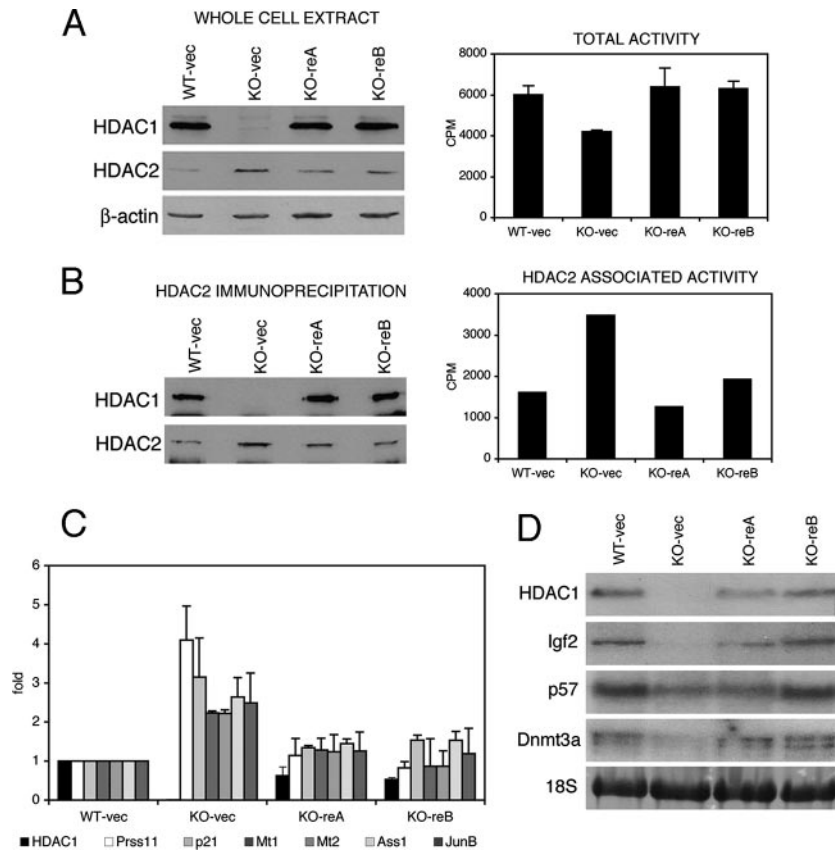 A
WHOLE CELL EXTRACT
WT-vec
KO-vec
KO-reA
KO-reB
HDAC1
HDAC2
β-actin
TOTAL ACTIVITY
8000
6000
4000
2000
0
CPM
WT-vec KO-vec KO-reA KO-reB
B
HDAC2 IMMUNOPRECIPITATION
WT-vec
KO-vec
KO-reA
KO-reB
HDAC1
HDAC2
HDAC2 ASSOCIATED ACTIVITY
4000
3000
2000
1000
0
CPM
WT-vec KO-vec KO-reA KO-reB
C
6
5
4
3
2
1
0
fold
WT-vec KO-vec KO-reA KO-reB
HDAC1 Prss11 p21 Mt1 Mt2 Ass1 JunB
D
WT-vec
KO-vec
KO-reA
KO-reB
HDAC1
Igf2
p57
Dnmt3a
18S